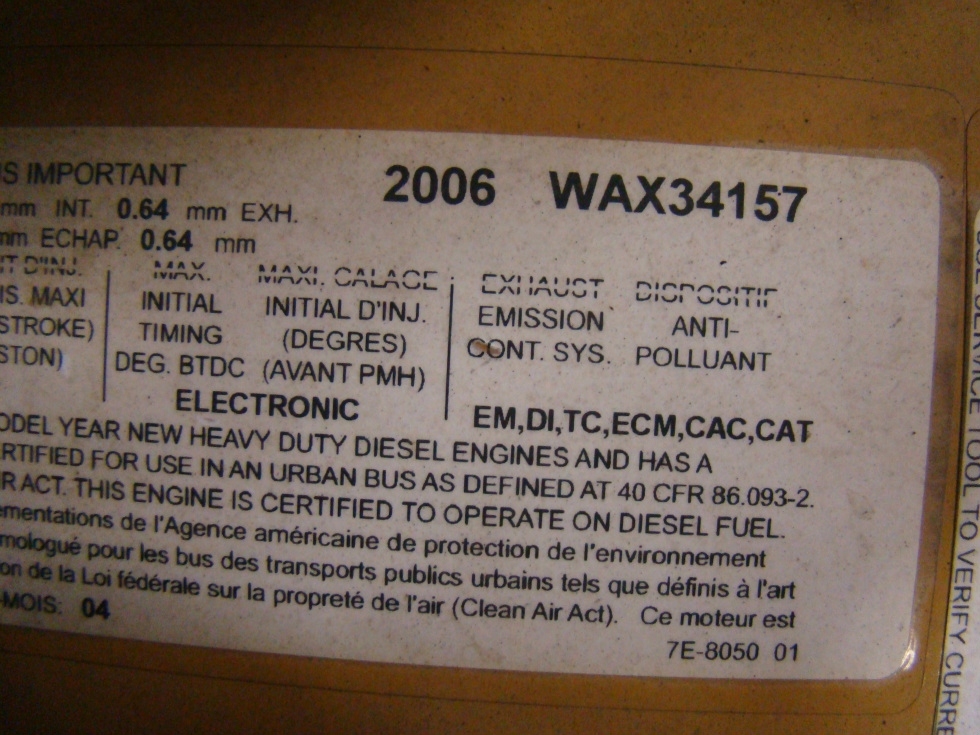 IS IMPORTANT
2006 WAX34157
mm INT. 0.64 mm EXH.
mm ECHAP. 0.64 mm
T D'INJ. MAX. MAXI. CALAGE EXHAUST DISPOSITIF
IS. MAXI INITIAL INITIAL D'INJ. EMISSION ANTI-
STROKE) TIMING (DEGRES) CONT. SYS. POLLUANT
STON) DEG. BTDC (AVANT PMH)
ELECTRONIC EM,DI,TC,ECM,CAC,CAT
ODEL YEAR NEW HEAVY DUTY DIESEL ENGINES AND HAS A
RTIFIED FOR USE IN AN URBAN BUS AS DEFINED AT 40 CFR 86.093-2.
R ACT. THIS ENGINE IS CERTIFIED TO OPERATE ON DIESEL FUEL.
ementations de l'Agence américaine de protection de l'environnement
mologué pour les bus des transports publics urbains tels que définis à l'art
on de la Loi fédérale sur la propreté de l'air (Clean Air Act). Ce moteur est
-MOIS: 04
7E-8050 01
SERVICE TOOL TO VERIFY CURRE